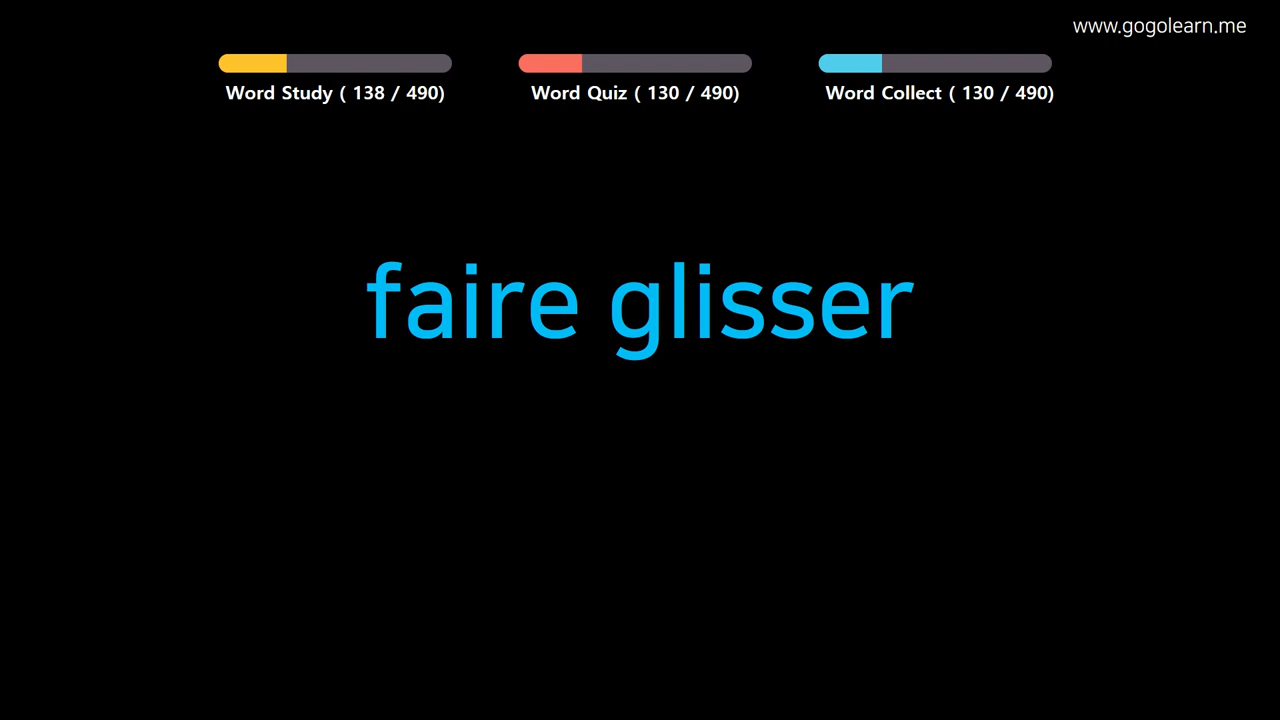 www.gogolearn.me
Word Study ( 138 / 490)
Word Quiz ( 130 / 490)
Word Collect ( 130 / 490)
faire glisser